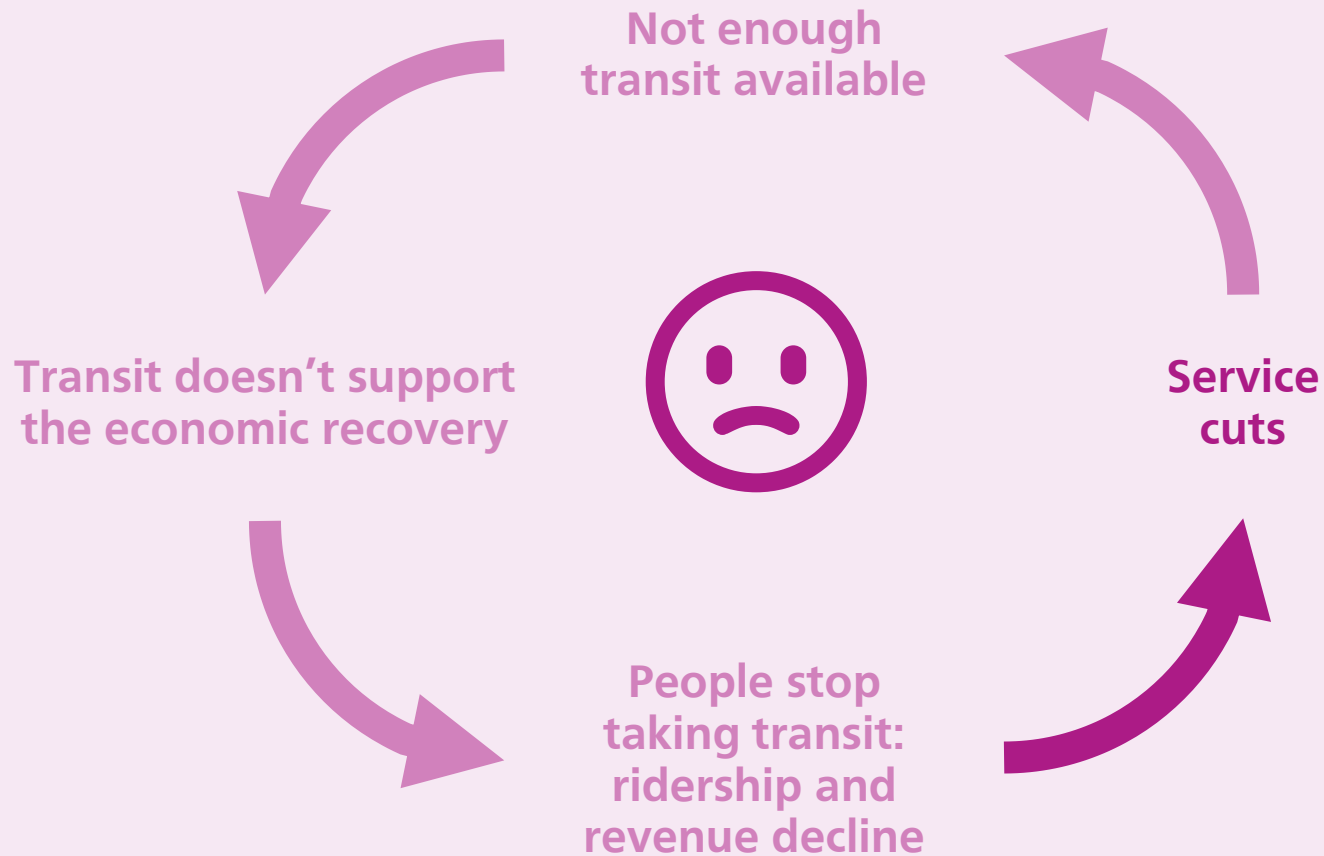 Not enough
transit available
Transit doesn’t support
the economic recovery
Service
cuts
People stop
taking transit:
ridership and
revenue decline